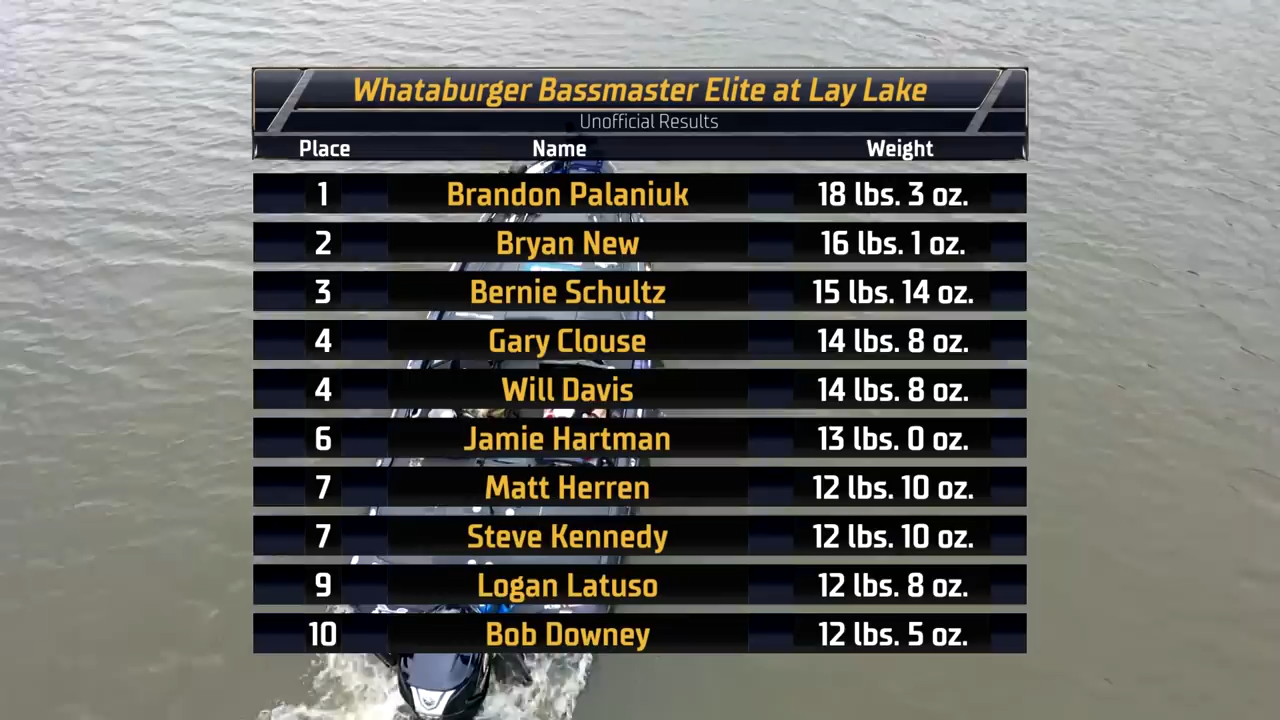 Whataburger Bassmaster Elite at Lay Lake
Unofficial Results
Place Name Weight
1 Brandon Palaniuk 18 lbs. 3 oz.
2 Bryan New 16 lbs. 1 oz.
3 Bernie Schultz 15 lbs. 14 oz.
4 Gary Clouse 14 lbs. 8 oz.
4 Will Davis 14 lbs. 8 oz.
6 Jamie Hartman 13 lbs. 0 oz.
7 Matt Herren 12 lbs. 10 oz.
7 Steve Kennedy 12 lbs. 10 oz.
9 Logan Latuso 12 lbs. 8 oz.
10 Bob Downey 12 lbs. 5 oz.